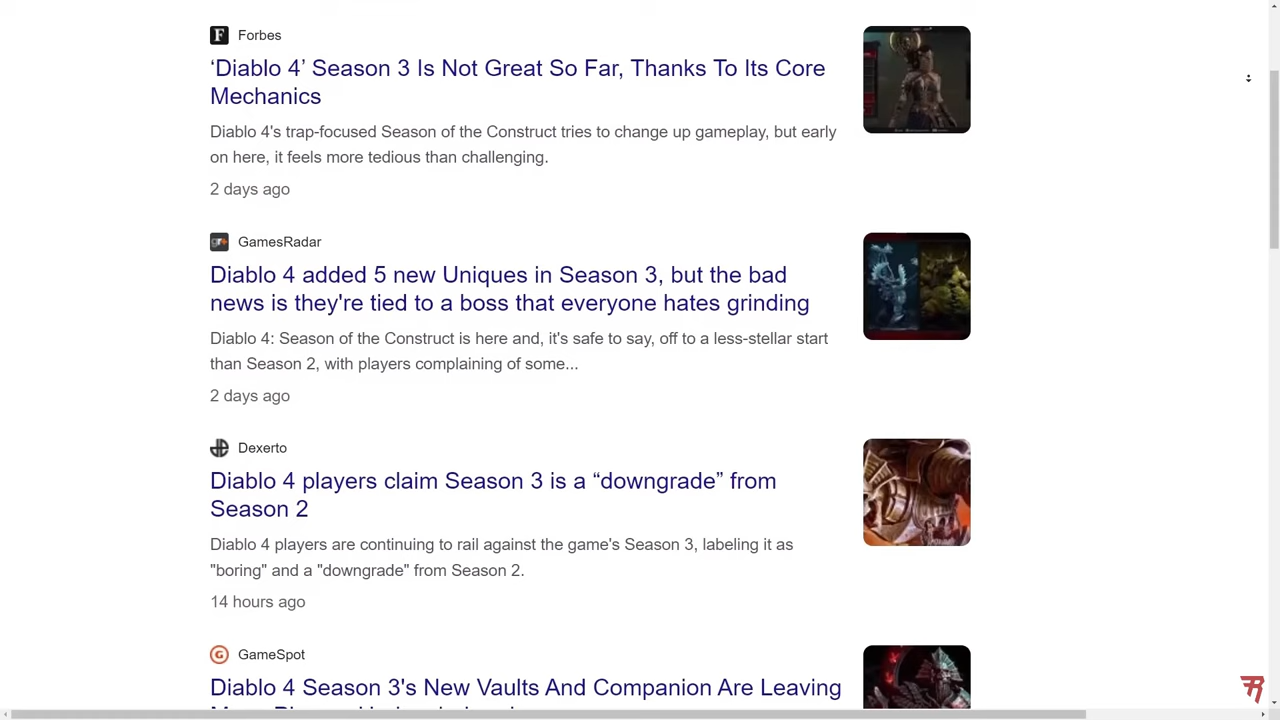 Forbes
‘Diablo 4’ Season 3 Is Not Great So Far, Thanks To Its Core
Mechanics
Diablo 4's trap-focused Season of the Construct tries to change up gameplay, but early
on here, it feels more tedious than challenging.
2 days ago
GamesRadar
Diablo 4 added 5 new Uniques in Season 3, but the bad
news is they're tied to a boss that everyone hates grinding
Diablo 4: Season of the Construct is here and, it's safe to say, off to a less-stellar start
than Season 2, with players complaining of some...
2 days ago
Dexerto
Diablo 4 players claim Season 3 is a “downgrade” from
Season 2
Diablo 4 players are continuing to rail against the game's Season 3, labeling it as
"boring" and a "downgrade" from Season 2.
14 hours ago
GameSpot
Diablo 4 Season 3's New Vaults And Companion Are Leaving